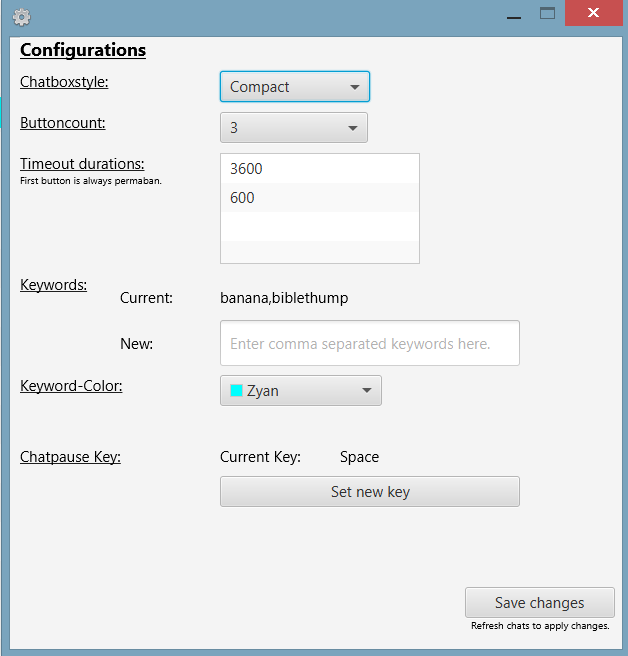 Configurations
Chatboxstyle:
Compact
Buttoncount:
3
Timeout durations:
First button is always permaban.
3600
600
Keywords:
Current:
banana,biblethump
New:
Enter comma separated keywords here.
Keyword-Color:
Zyan
Chatpause Key:
Current Key:
Space
Set new key
Save changes
Refresh chats to apply changes.